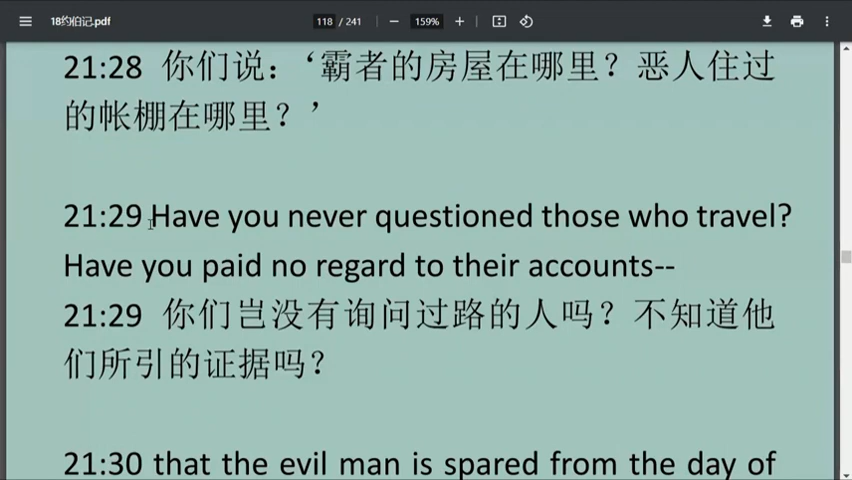 18约伯记.pdf
118 / 241
159%
21:28 你们说：‘霸者的房屋在哪里？恶人住过
的帐棚在哪里？’
21:29 Have you never questioned those who travel?
Have you paid no regard to their accounts--
21:29 你们岂没有询问过路的人吗？不知道他
们所引的证据吗？
21:30 that the evil man is spared from the day of